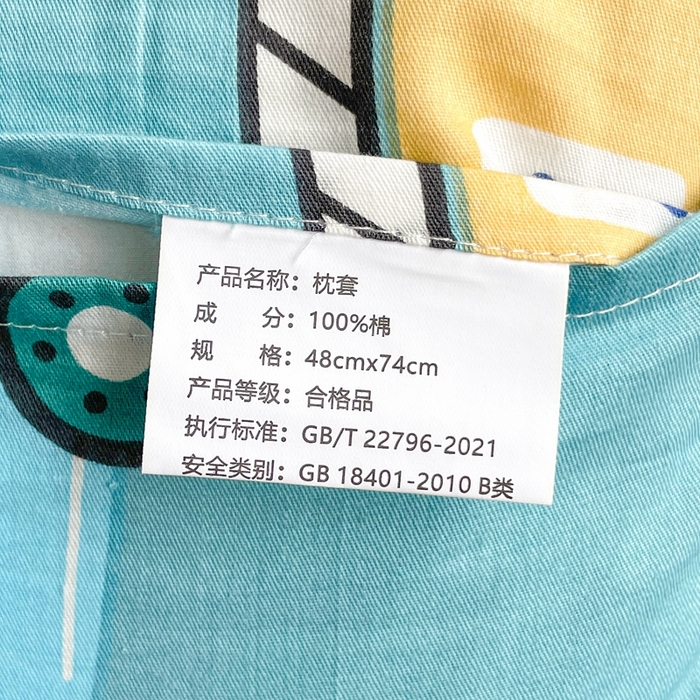 产品名称：枕套
成　　分：100%棉
规　　格：48cmx74cm
产品等级：合格品
执行标准：GB/T 22796-2021
安全类别：GB 18401-2010 B类